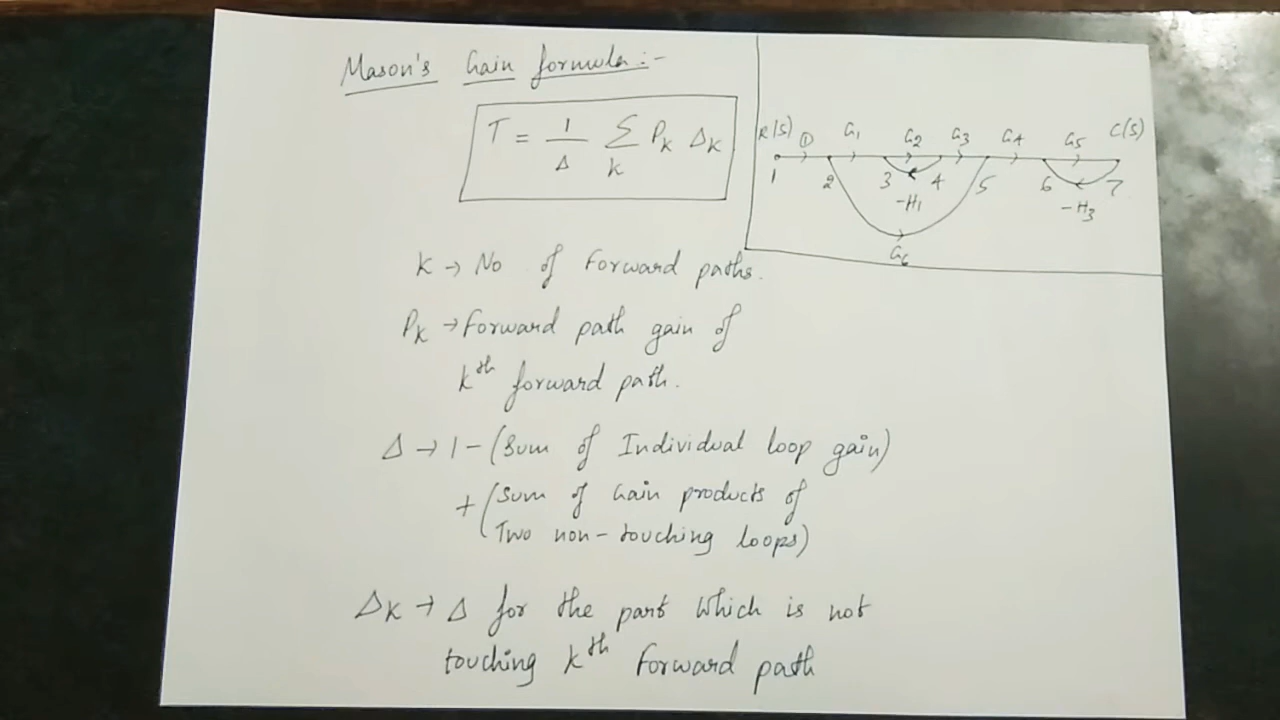 Mason's Gain formula :-
T = 1/Δ Σ_K P_K Δ_K
R(s) ① G1 G2 G3 G4 G5 C(s)
1 2 3 4 5 6 7
-H1 -H3
G6
K → No of Forward paths.
P_K → Forward path gain of
K^th forward path.
Δ → 1 - (Sum of Individual loop gain)
+ (Sum of Gain products of
Two non-touching loops)
Δ_K → Δ for the part which is not
touching K^th Forward path